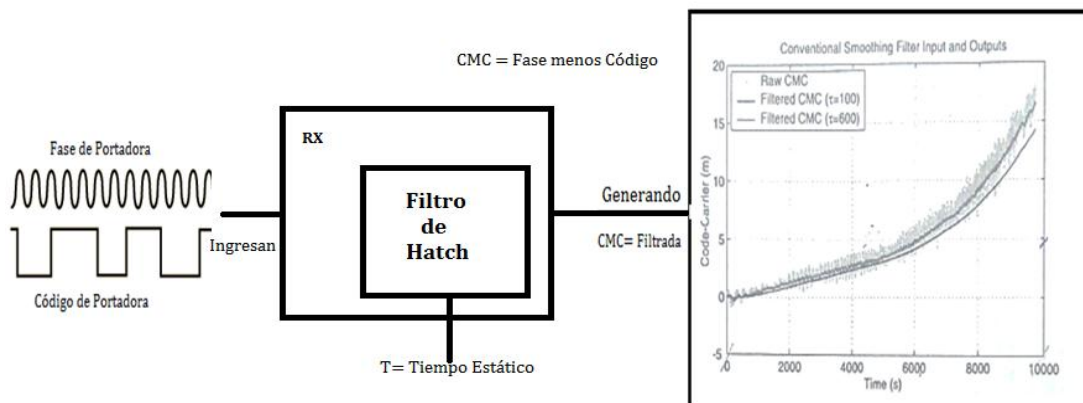 CMC = Fase menos Código
Fase de Portadora
Código de Portadora
Ingresan
RX
Filtro
de
Hatch
T= Tiempo Estático
Generando
CMC= Filtrada
Conventional Smoothing Filter Input and Outputs
Raw CMC
Filtered CMC (τ=100)
Filtered CMC (τ=600)
Code-Carrier (m)
20
15
10
5
0
-5
0 2000 4000 6000 8000 10000
Time (s)